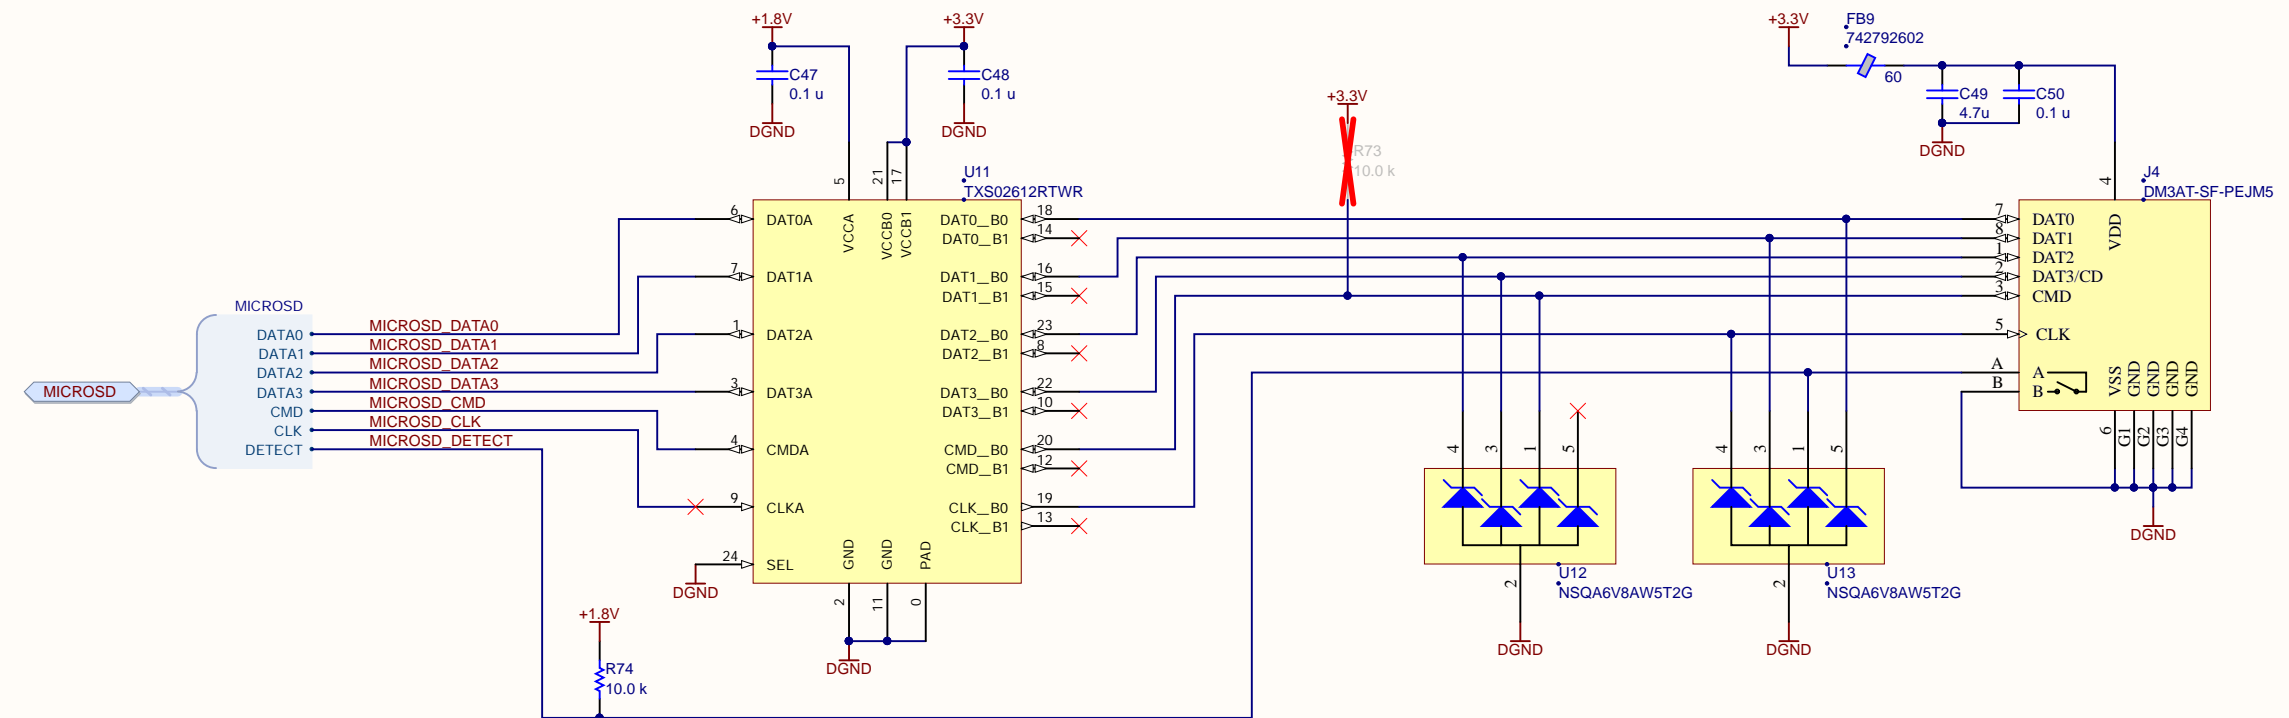 +1.8V
C47
0.1 u
DGND
+3.3V
C48
0.1 u
DGND
+3.3V
R73
10.0 k
+3.3V
FB9
742792602
60
C49
4.7u
C50
0.1 u
DGND
MICROSD
MICROSD
DATA0
DATA1
DATA2
DATA3
CMD
CLK
DETECT
MICROSD_DATA0
MICROSD_DATA1
MICROSD_DATA2
MICROSD_DATA3
MICROSD_CMD
MICROSD_CLK
MICROSD_DETECT
U11
TXS02612RTWR
5
21
17
VCCA
VCCB0
VCCB1
6 DAT0A
7 DAT1A
1 DAT2A
3 DAT3A
4 CMDA
9 CLKA
24 SEL
DGND
DAT0_B0 18
DAT0_B1 14
DAT1_B0 16
DAT1_B1 15
DAT2_B0 23
DAT2_B1 8
DAT3_B0 22
DAT3_B1 10
CMD_B0 20
CMD_B1 12
CLK_B0 19
CLK_B1 13
GND
GND
PAD
2
11
0
DGND
+1.8V
R74
10.0 k
4
3
1
5
2
U12
NSQA6V8AW5T2G
DGND
4
3
1
5
2
U13
NSQA6V8AW5T2G
DGND
J4
DM3AT-SF-PEJM5
4
VDD
7 DAT0
8 DAT1
1 DAT2
2 DAT3/CD
3 CMD
5 CLK
A A
B B
VSS
GND
GND
GND
GND
6
G1
G2
G3
G4
DGND